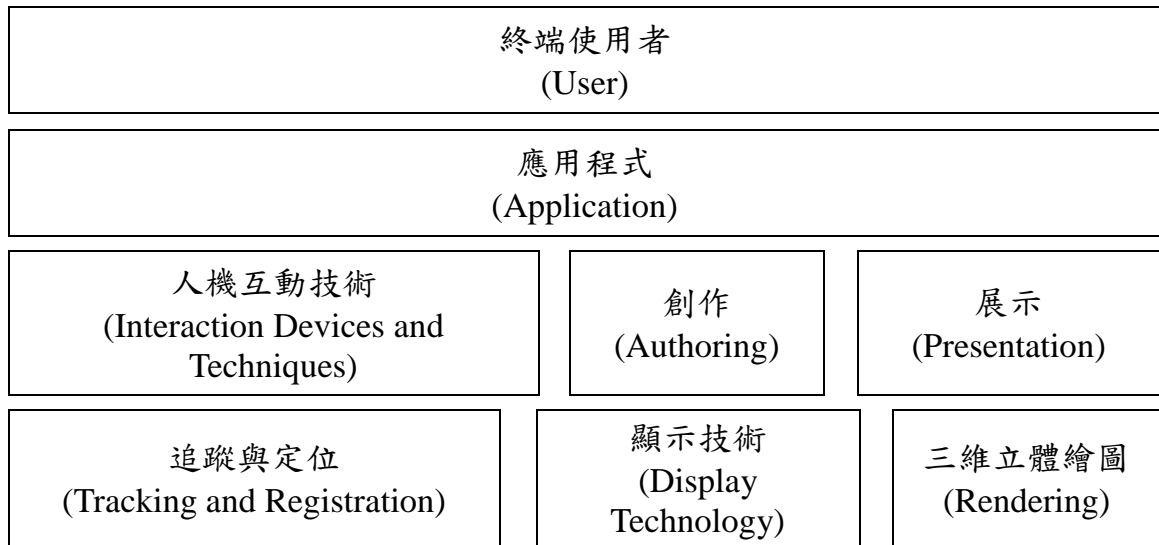 終端使用者
(User)
應用程式
(Application)
人機互動技術
(Interaction Devices and
Techniques)
創作
(Authoring)
展示
(Presentation)
追蹤與定位
(Tracking and Registration)
顯示技術
(Display
Technology)
三維立體繪圖
(Rendering)